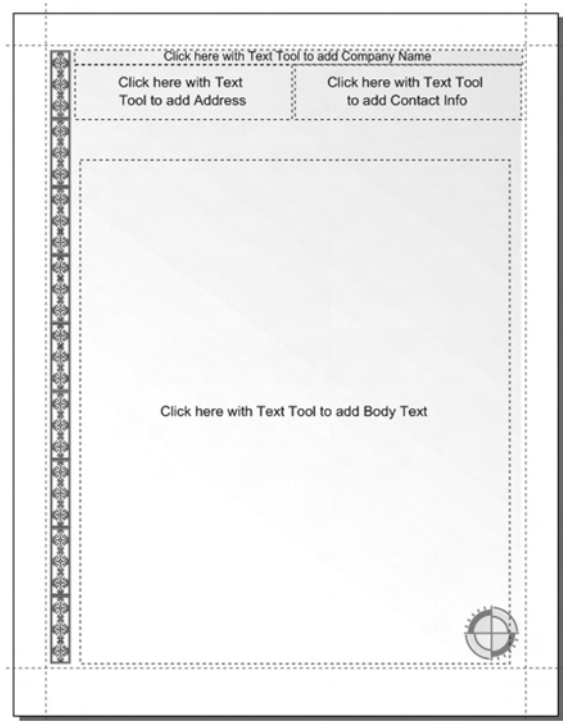 Click here with Text Tool to add Company Name
Click here with Text
Tool to add Address
Click here with Text Tool
to add Contact Info
Click here with Text Tool to add Body Text